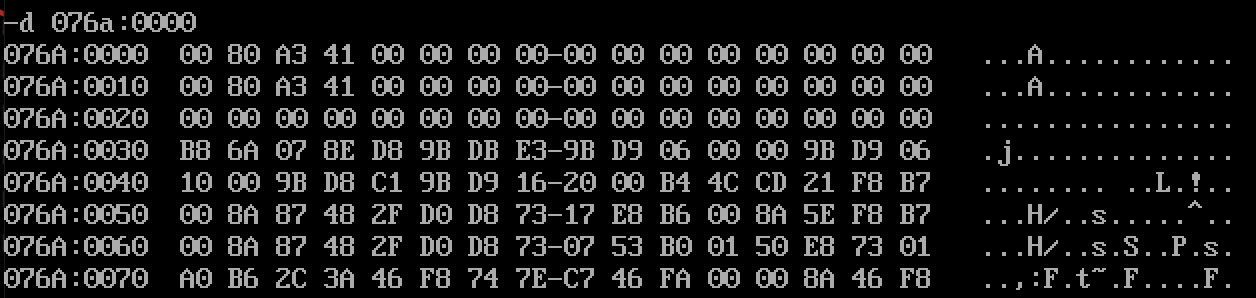 -d 076a:0000
076A:0000  00 80 A3 41 00 00 00 00-00 00 00 00 00 00 00 00   ...A............
076A:0010  00 80 A3 41 00 00 00 00-00 00 00 00 00 00 00 00   ...A............
076A:0020  00 00 00 00 00 00 00 00-00 00 00 00 00 00 00 00   ................
076A:0030  B8 6A 07 8E D8 9B DB E3-9B D9 06 00 00 9B D9 06   .j..............
076A:0040  10 00 9B D8 C1 9B D9 16-20 00 B4 4C CD 21 F8 B7   ........ ..L.!..
076A:0050  00 8A 87 48 2F D0 D8 73-17 E8 B6 00 8A 5E F8 B7   ...H/..s.....^..
076A:0060  00 8A 87 48 2F D0 D8 73-07 53 B0 01 50 E8 73 01   ...H/..s.S..P.s.
076A:0070  A0 B6 2C 3A 46 F8 74 7E-C7 46 FA 00 00 8A 46 F8   ..,:F.t~.F....F.